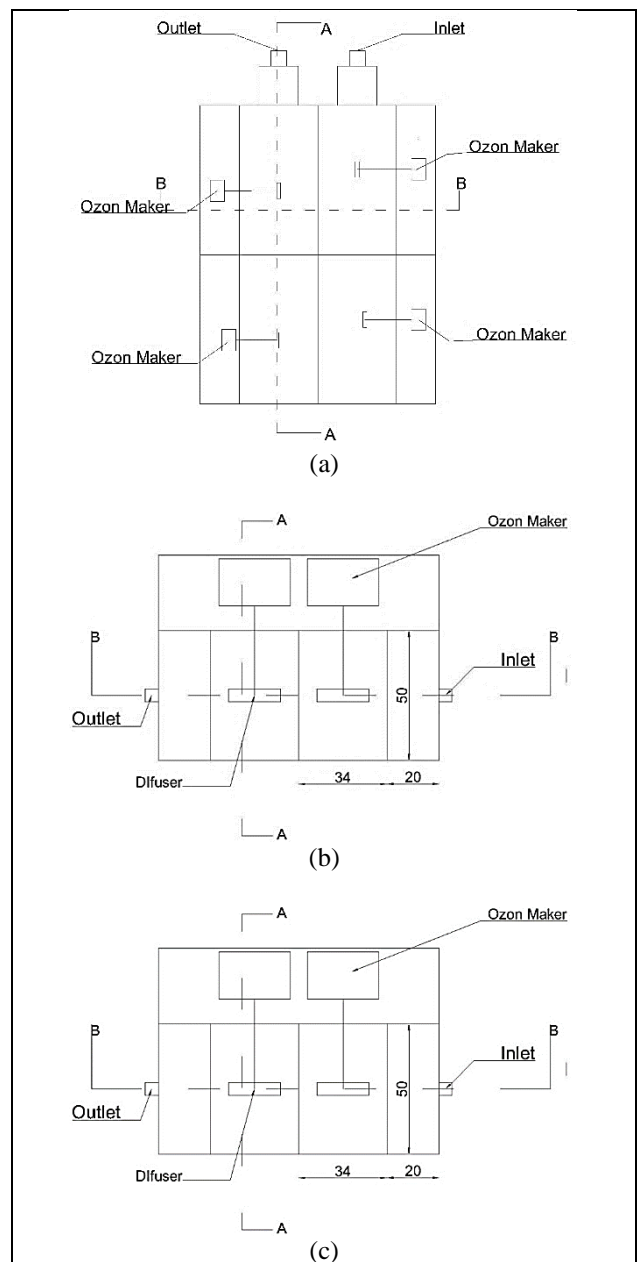 Outlet
A
Inlet
Ozon Maker
B
B
Ozon Maker
Ozon Maker
Ozon Maker
A
(a)
A
Ozon Maker
B
B
Inlet
50
Outlet
DIfuser
34
20
A
(b)
A
Ozon Maker
B
B
Inlet
50
Outlet
DIfuser
34
20
A
(c)